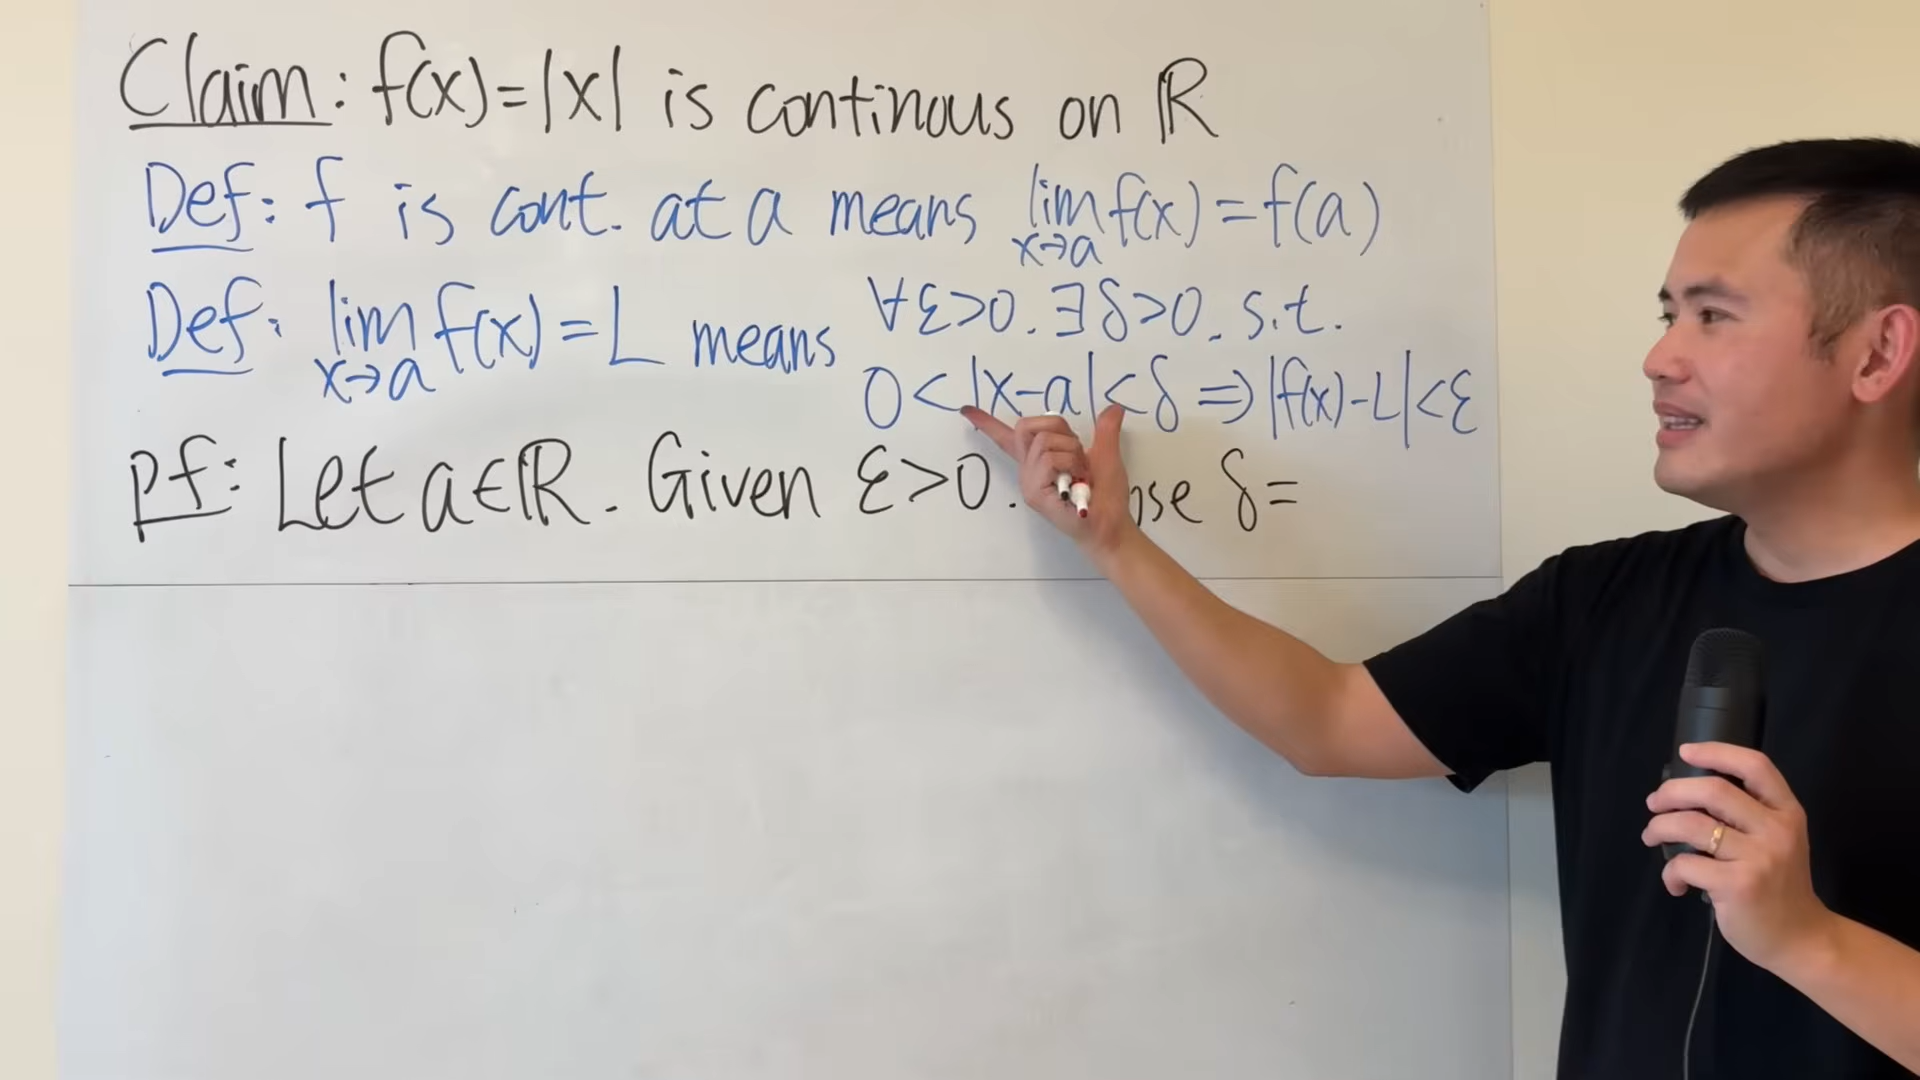 Claim: f(x)=|x| is continous on ℝ
Def: f is cont. at a means lim x→a f(x) = f(a)
Def: lim x→a f(x) = L means ∀ε>0. ∃δ>0. s.t.
0<|x-a|<δ ⇒ |f(x)-L|<ε
pf: Let a∈ℝ. Given ε>0. δ=